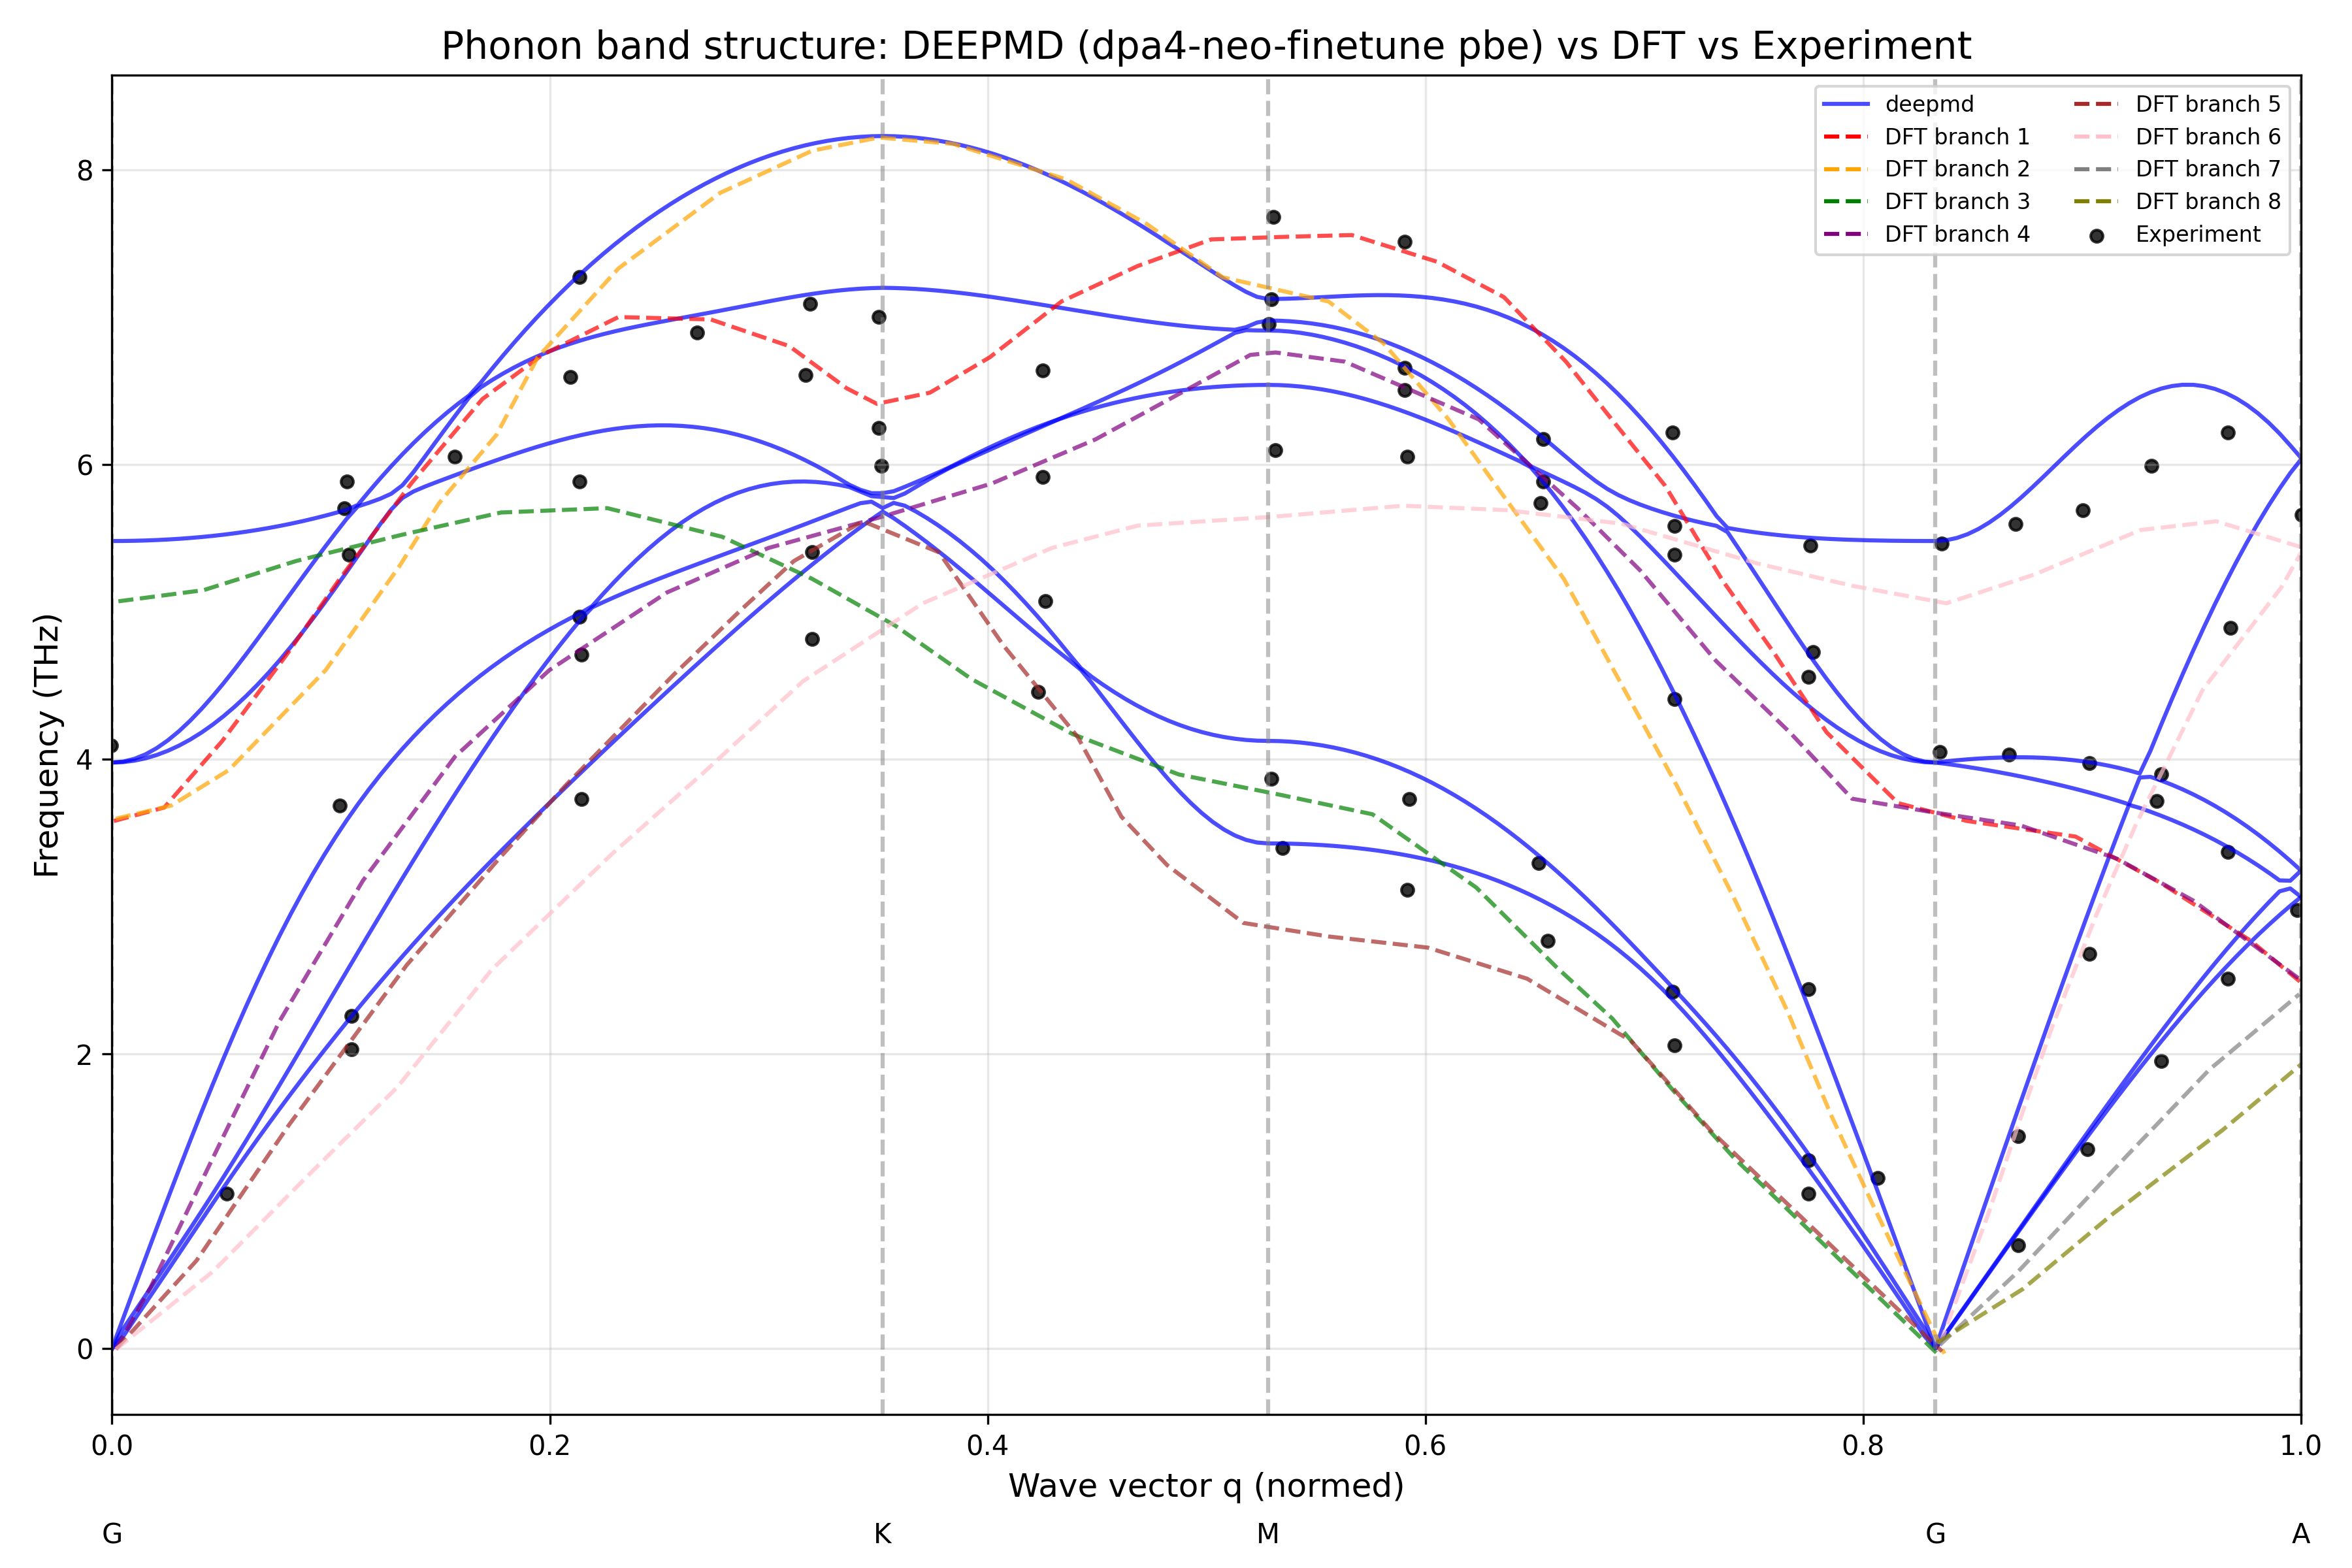 Phonon band structure: DEEPMD (dpa4-neo-finetune pbe) vs DFT vs Experiment
deepmd
DFT branch 1
DFT branch 2
DFT branch 3
DFT branch 4
DFT branch 5
DFT branch 6
DFT branch 7
DFT branch 8
Experiment
Frequency (THz)
8
6
4
2
0
0.0 0.2 0.4 0.6 0.8 1.0
Wave vector q (normed)
G K M G A